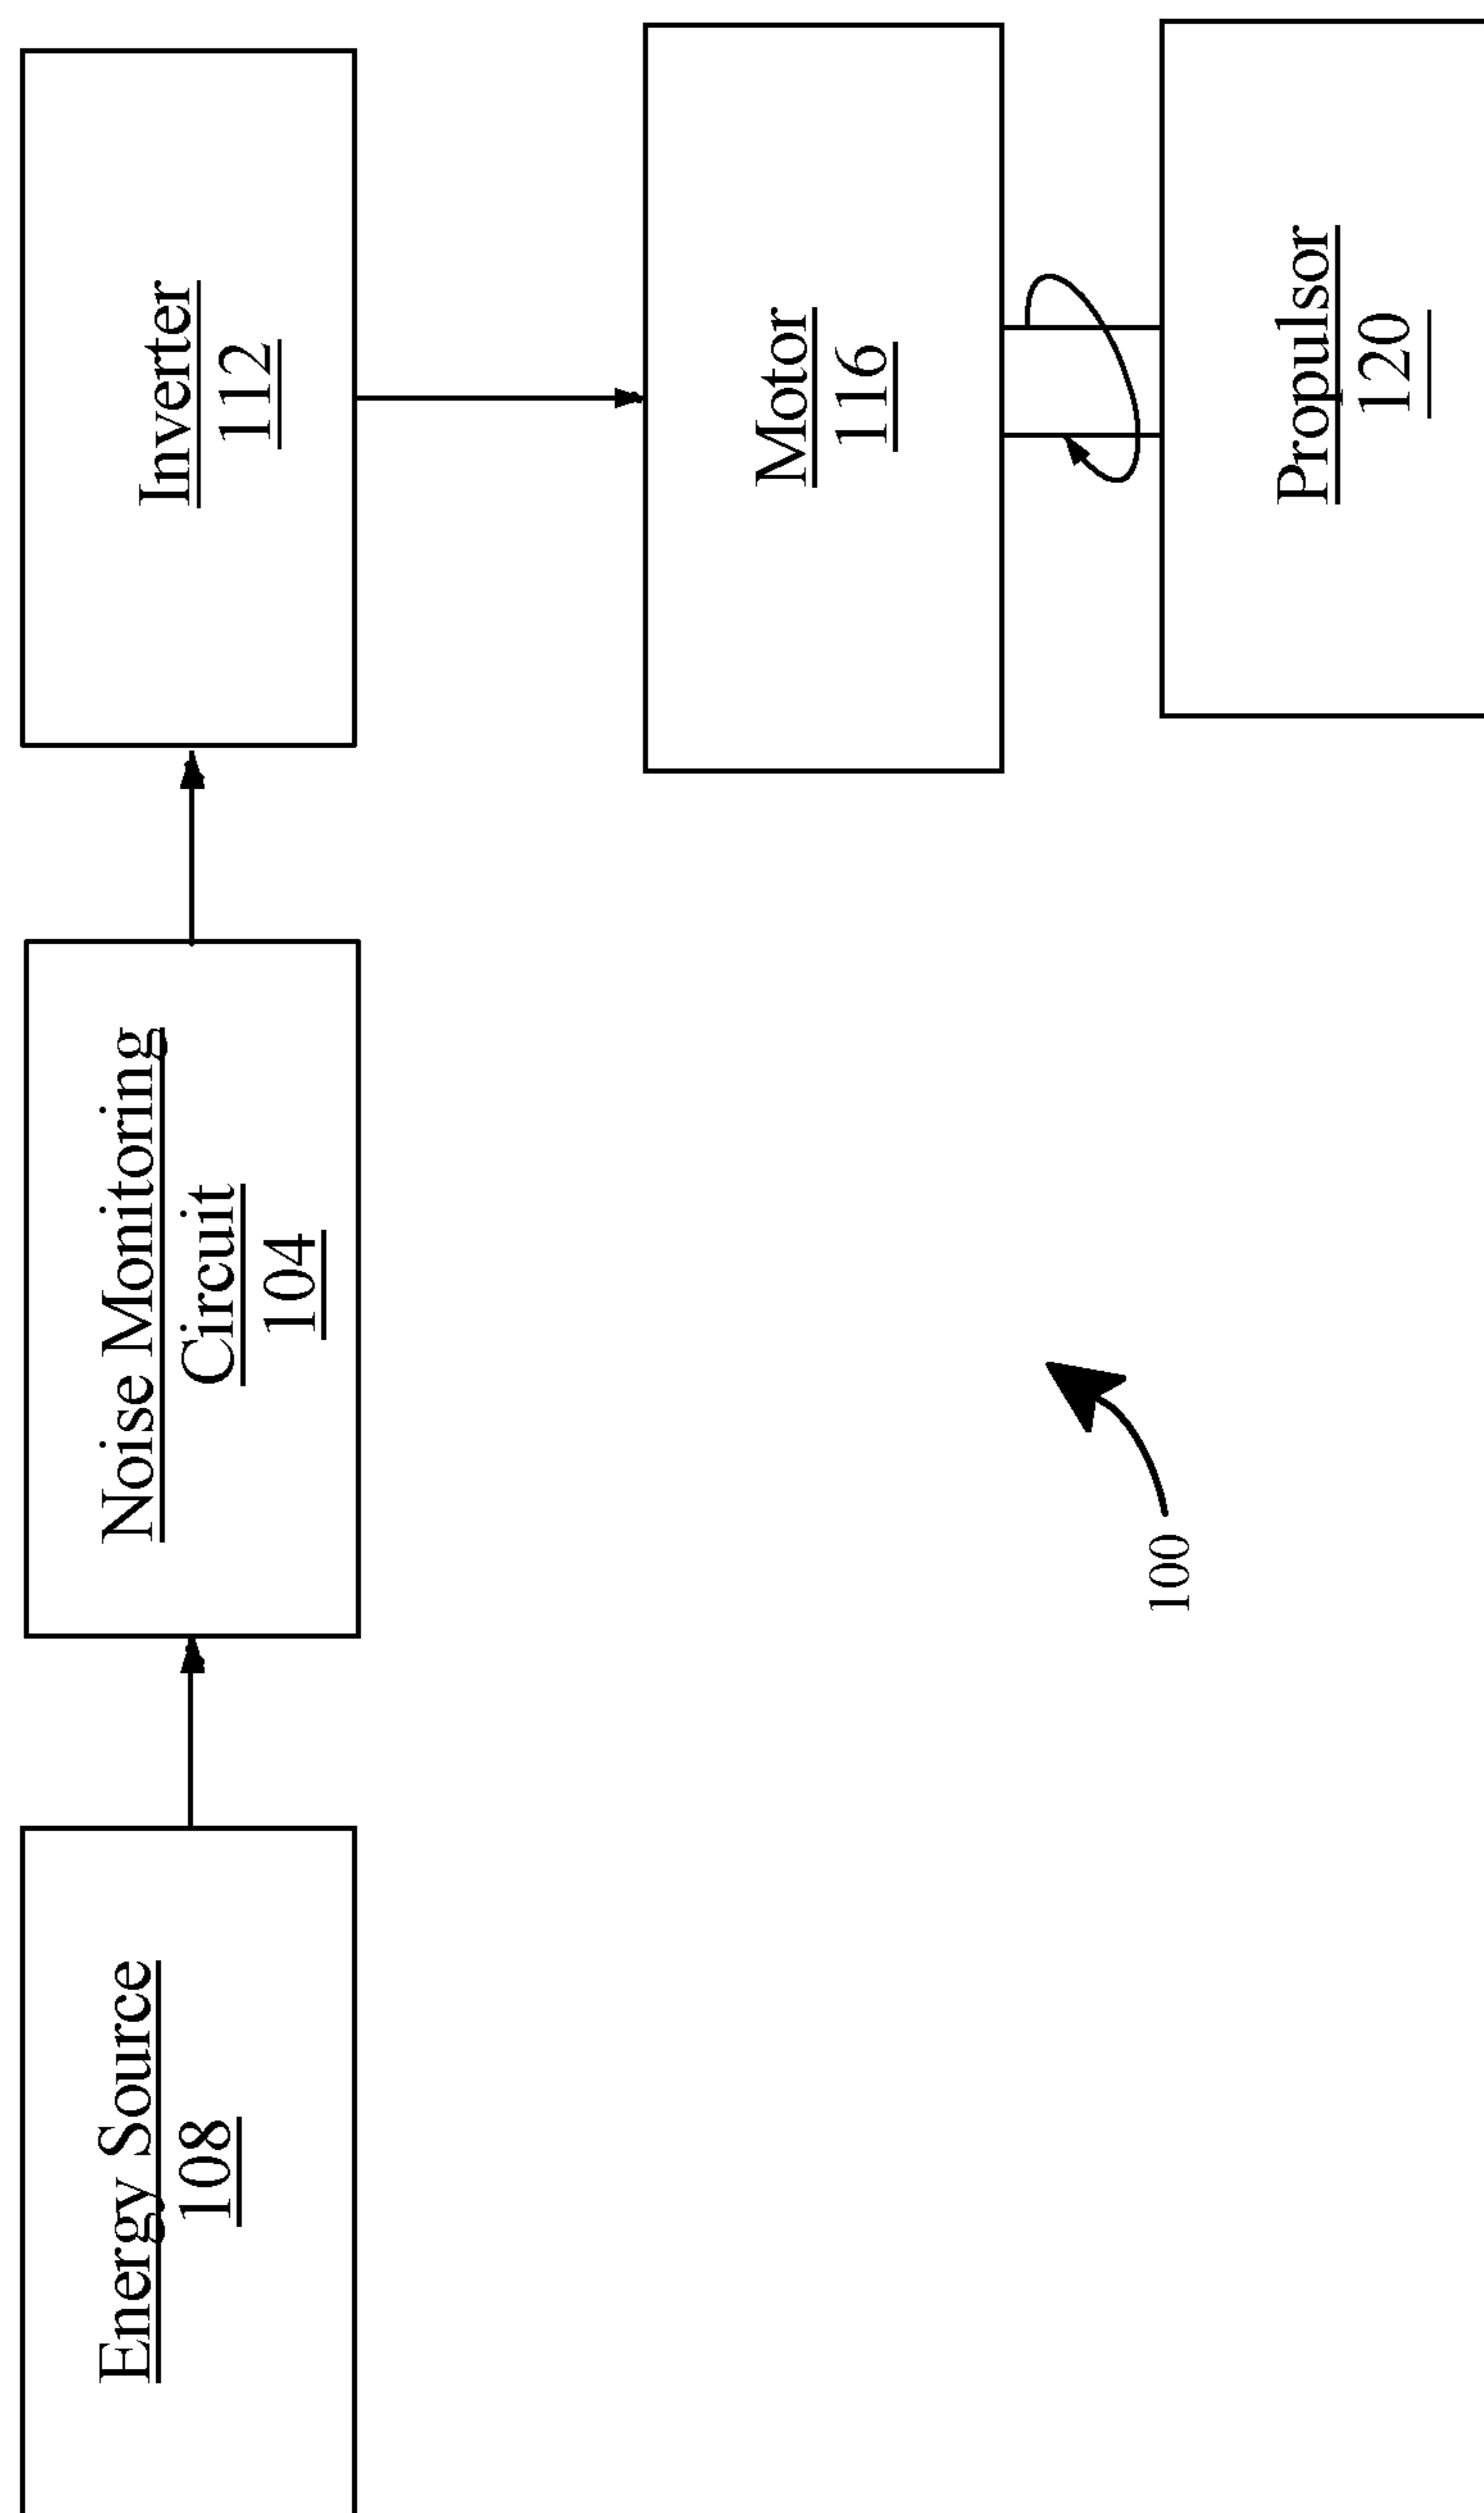 Energy Source
108
Noise Monitoring
Circuit
104
Inverter
112
Motor
116
Propulsor
120
100